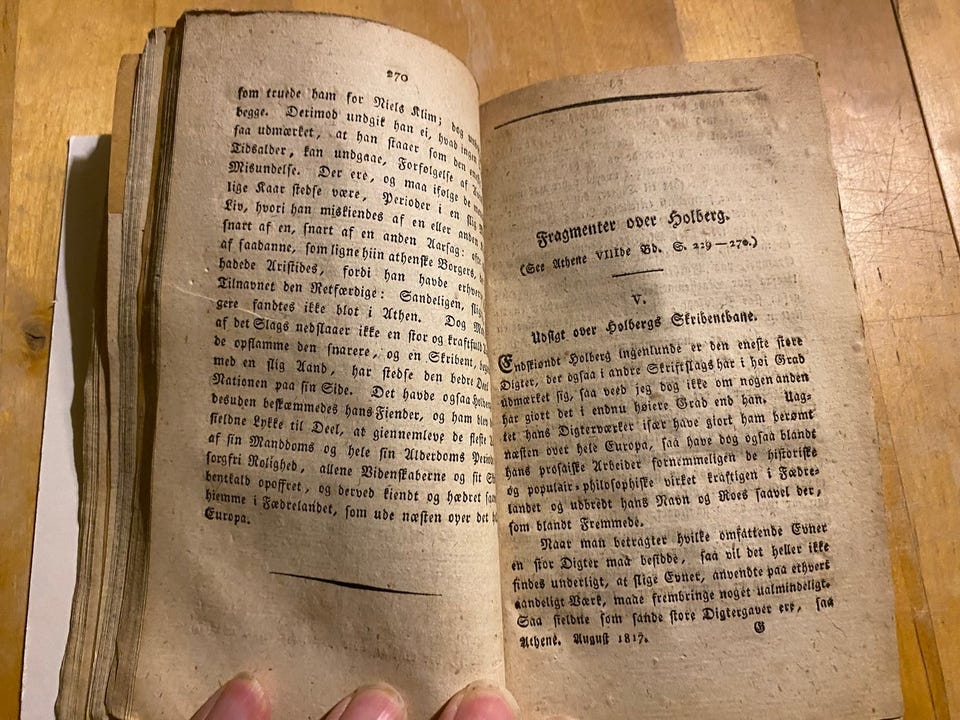 270
som truede ham for Niels Klim; dog
begge. Derimod undgik han ei, hvad ingen
saa udmærket, at han staaer som den
Tidsalder, kan undgaae, Forfølgelse af
Misundelse. Der ere, og maa ifølge de
lige Kaar stedse være, Perioder i en slig
Liv, hvori han miskiendes af en eller anden
snart af en, snart af en anden Aarsag:
af saadanne, som ligne hiin athenske Borger,
hadede Aristides, fordi han havde
Tilnavnet den Retfærdige: Sandeligen,
gere fandtes ikke blot i Athen. Dog
af det Slags nedslaaer ikke en stor og kraftfuld
de opflamme den snarere, og en Skribent,
med en slig Aand, har stedse den bedre Deel
Nationen paa sin Side. Det havde ogsaa
desuden beskæmmedes hans Fiender, og ham blev
sieldne Lykke til Deel, at giennemleve de fleste
af sin Manddoms og hele sin Alderdoms
sorgfri Rolighed, allene Videnskaberne og sit
bentkald opoffret, og derved kiendt og hædret
hiemme i Fædrelandet, som ude næsten over det
Europa.
Fragmenter over Holberg.
(See Athene VIIIde Bd. S. 229—270.)
V.
Udsigt over Holbergs Skribentbane.
Endskiøndt Holberg ingenlunde er den eneste store
Digter, der ogsaa i andre Skriftslags har i høi Grad
udmærket sig, saa veed jeg dog ikke om nogen anden
har giort det i endnu høiere Grad end han. Uag-
tet hans Digterværker især have giort ham berømt
næsten over hele Europa, saa have dog ogsaa blandt
hans prosaiske Arbeider fornemmeligen de historiske
og populair-philosophiske virket kraftigen i Fædre-
landet og udbredt hans Navn og Roes saavel der,
som blandt Fremmede.
Naar man betragter hvilke omfattende Evner
en stor Digter maa besidde, saa vil det heller ikke
findes underligt, at slige Evner, anvendte paa ethvert
aandeligt Værk, maae frembringe noget ualmindeligt.
Saa sieldne som sande store Digtergaver ere, saa
Athene. August 1817. G